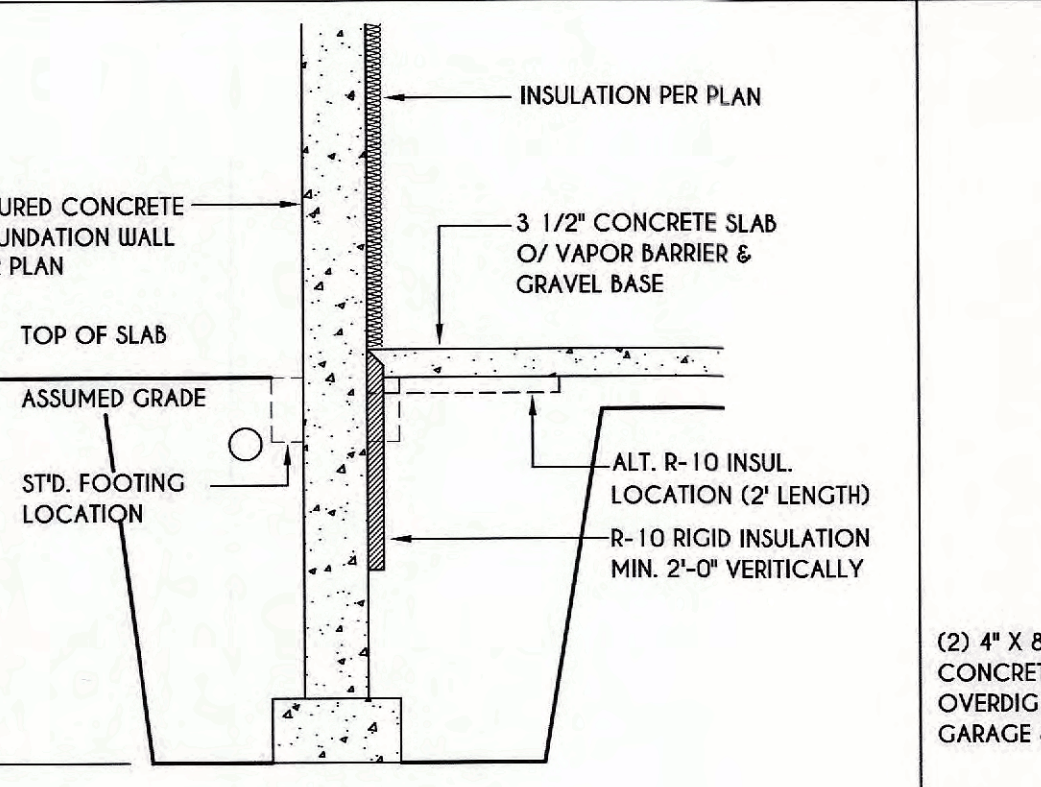 INSULATION PER PLAN
URED CONCRETE
UNDATION WALL
PLAN
3 1/2" CONCRETE SLAB
O/ VAPOR BARRIER &
GRAVEL BASE
TOP OF SLAB
ASSUMED GRADE
ST'D. FOOTING
LOCATION
ALT. R-10 INSUL.
LOCATION (2' LENGTH)
R-10 RIGID INSULATION
MIN. 2'-0" VERITICALLY
(2) 4" X 8
CONCRET
OVERDIG
GARAGE